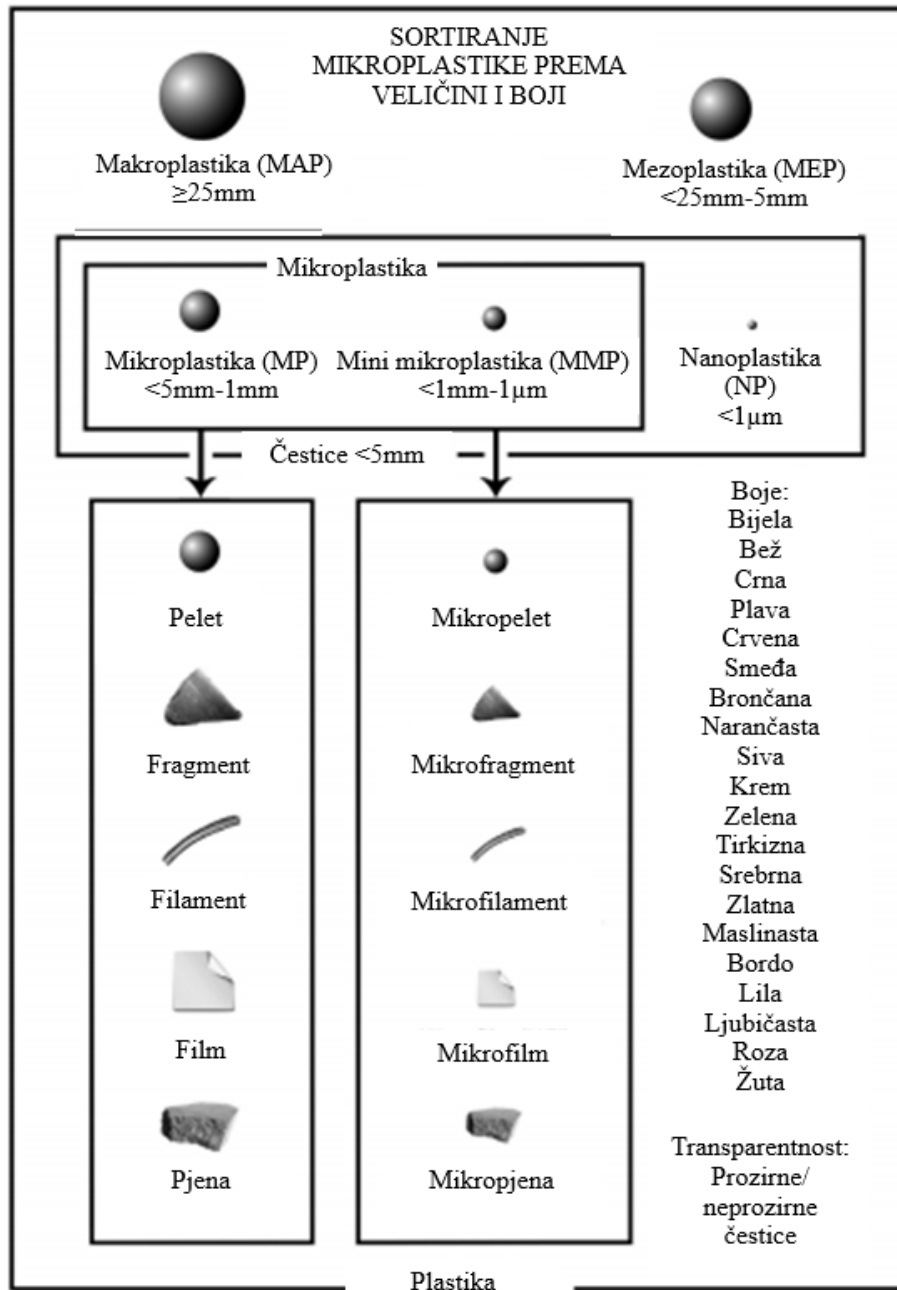 SORTIRANJE
MIKROPLASTIKE PREMA
VELIČINI I BOJI
Makroplastika (MAP)
≥25mm
Mezoplastika (MEP)
<25mm-5mm
Mikroplastika
Mikroplastika (MP)
<5mm-1mm
Mini mikroplastika (MMP)
<1mm-1µm
Nanoplastika
(NP)
<1µm
Čestice <5mm
Pelet
Fragment
Filament
Film
Pjena
Mikropelet
Mikrofragment
Mikrofilament
Mikrofilm
Mikropjena
Boje:
Bijela
Bež
Crna
Plava
Crvena
Smeđa
Brončana
Narančasta
Siva
Krem
Zelena
Tirkizna
Srebrna
Zlatna
Maslinasta
Bordo
Lila
Ljubičasta
Roza
Žuta
Transparentnost:
Prozirne/
neprozirne
čestice
Plastika